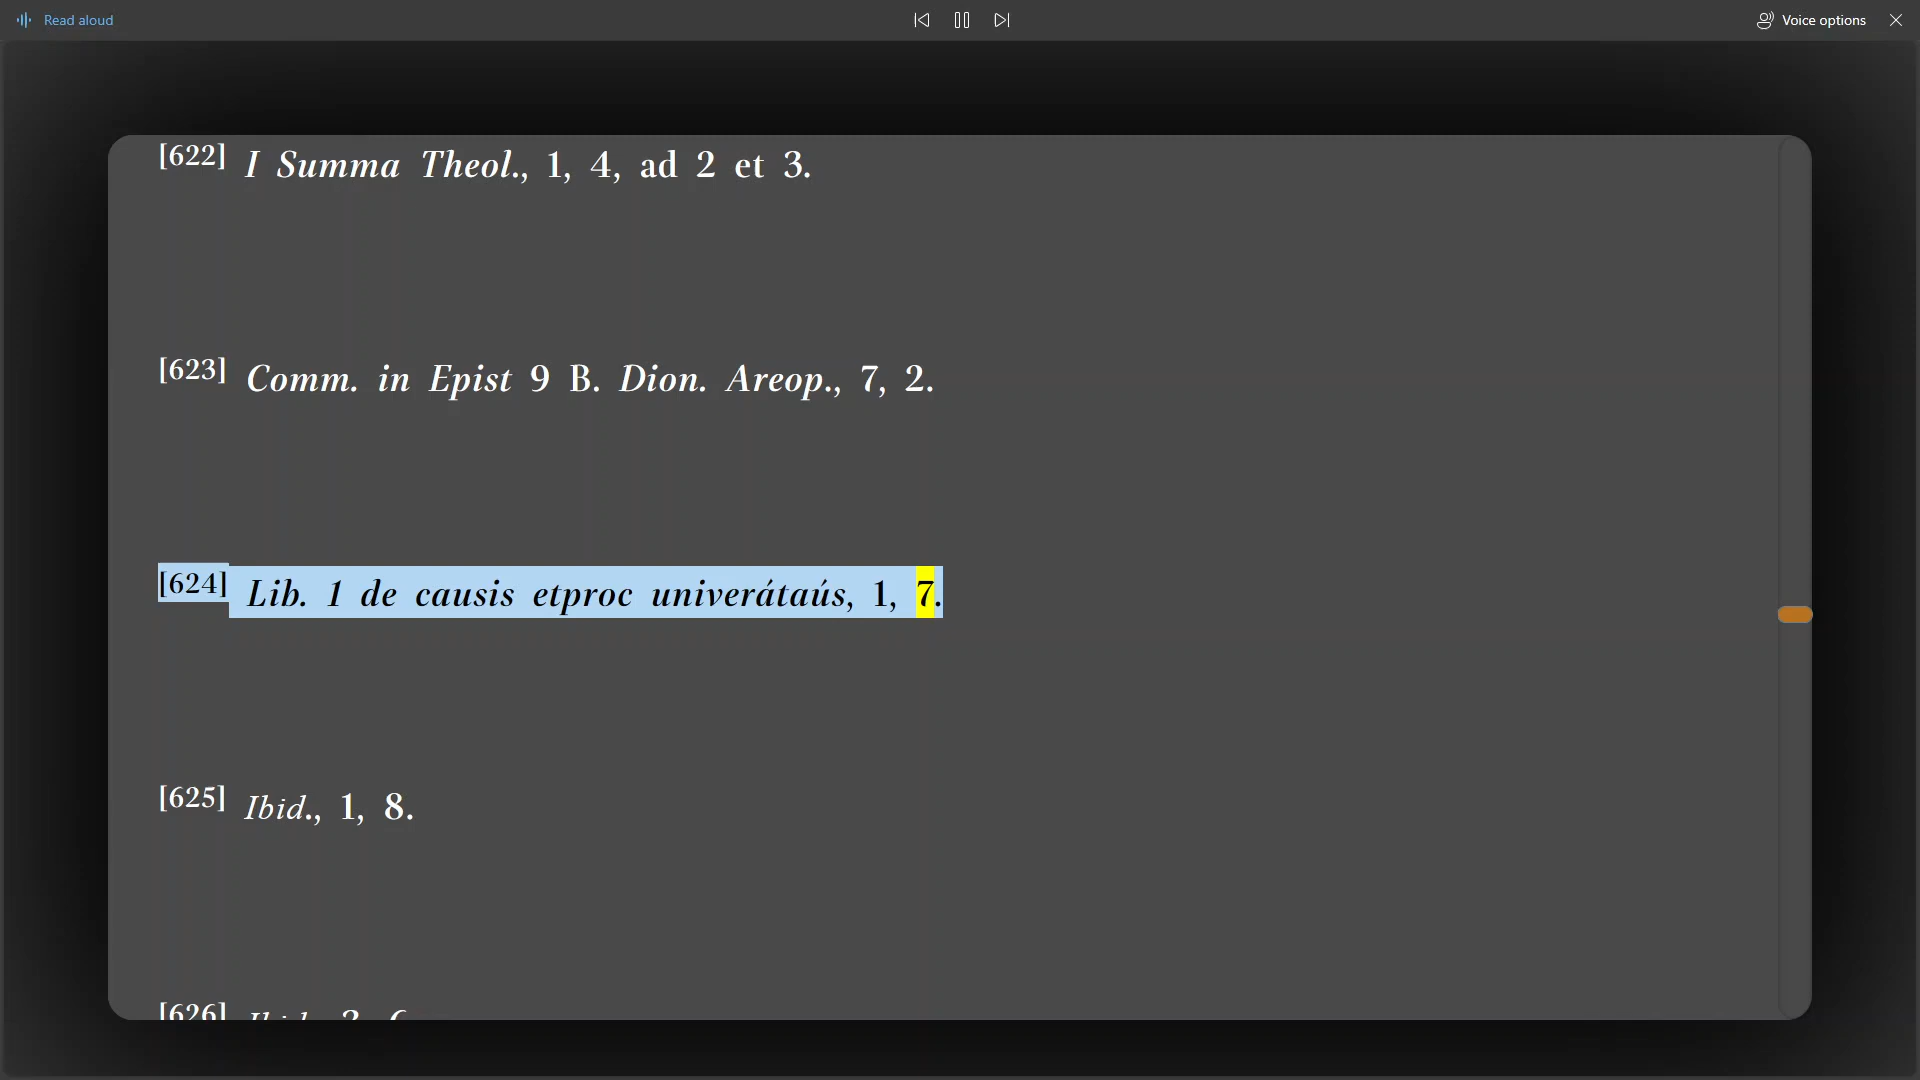 Read aloud
Voice options
[622] I Summa Theol., 1, 4, ad 2 et 3.
[623] Comm. in Epist 9 B. Dion. Areop., 7, 2.
[624] Lib. 1 de causis etproc univerátaús, 1, 7.
[625] Ibid., 1, 8.
[626] Ibid.